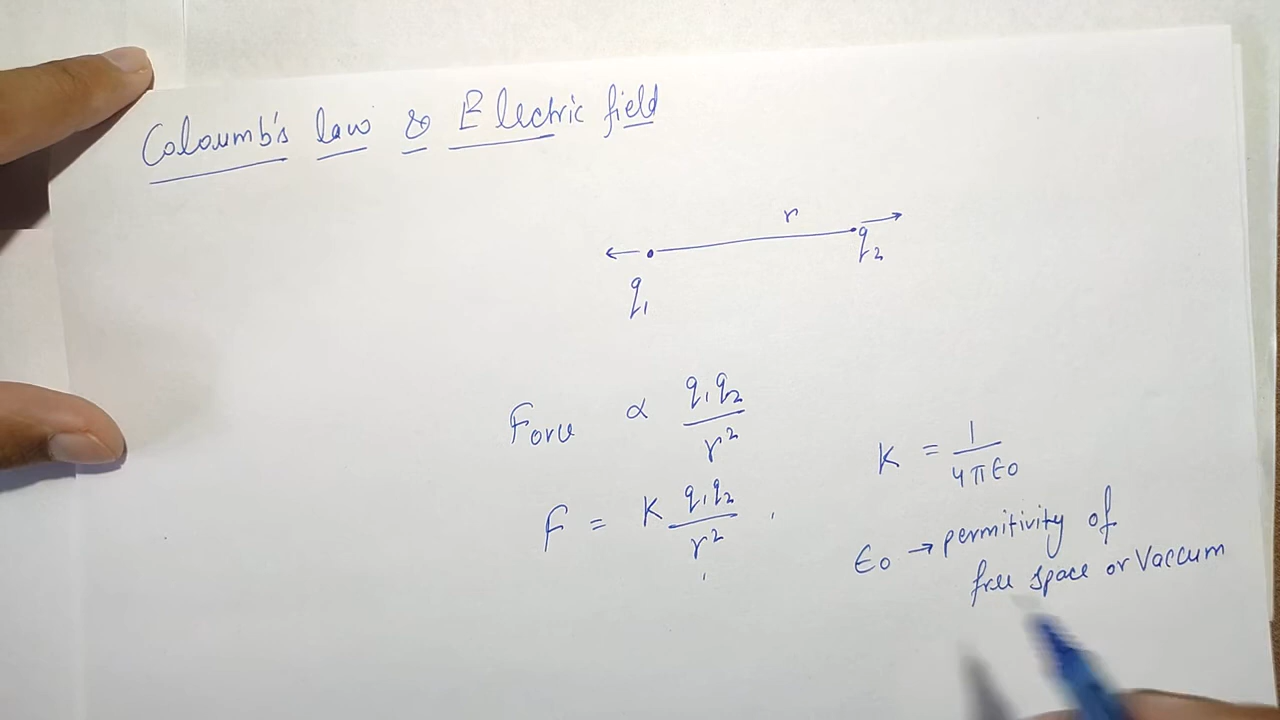 Coloumb's law & Electric field
r
q₁
q₂
Force ∝ q₁q₂ / r²
F = K q₁q₂ / r²
K = 1 / 4πϵ₀
ϵ₀ → permitivity of
free space or Vaccum